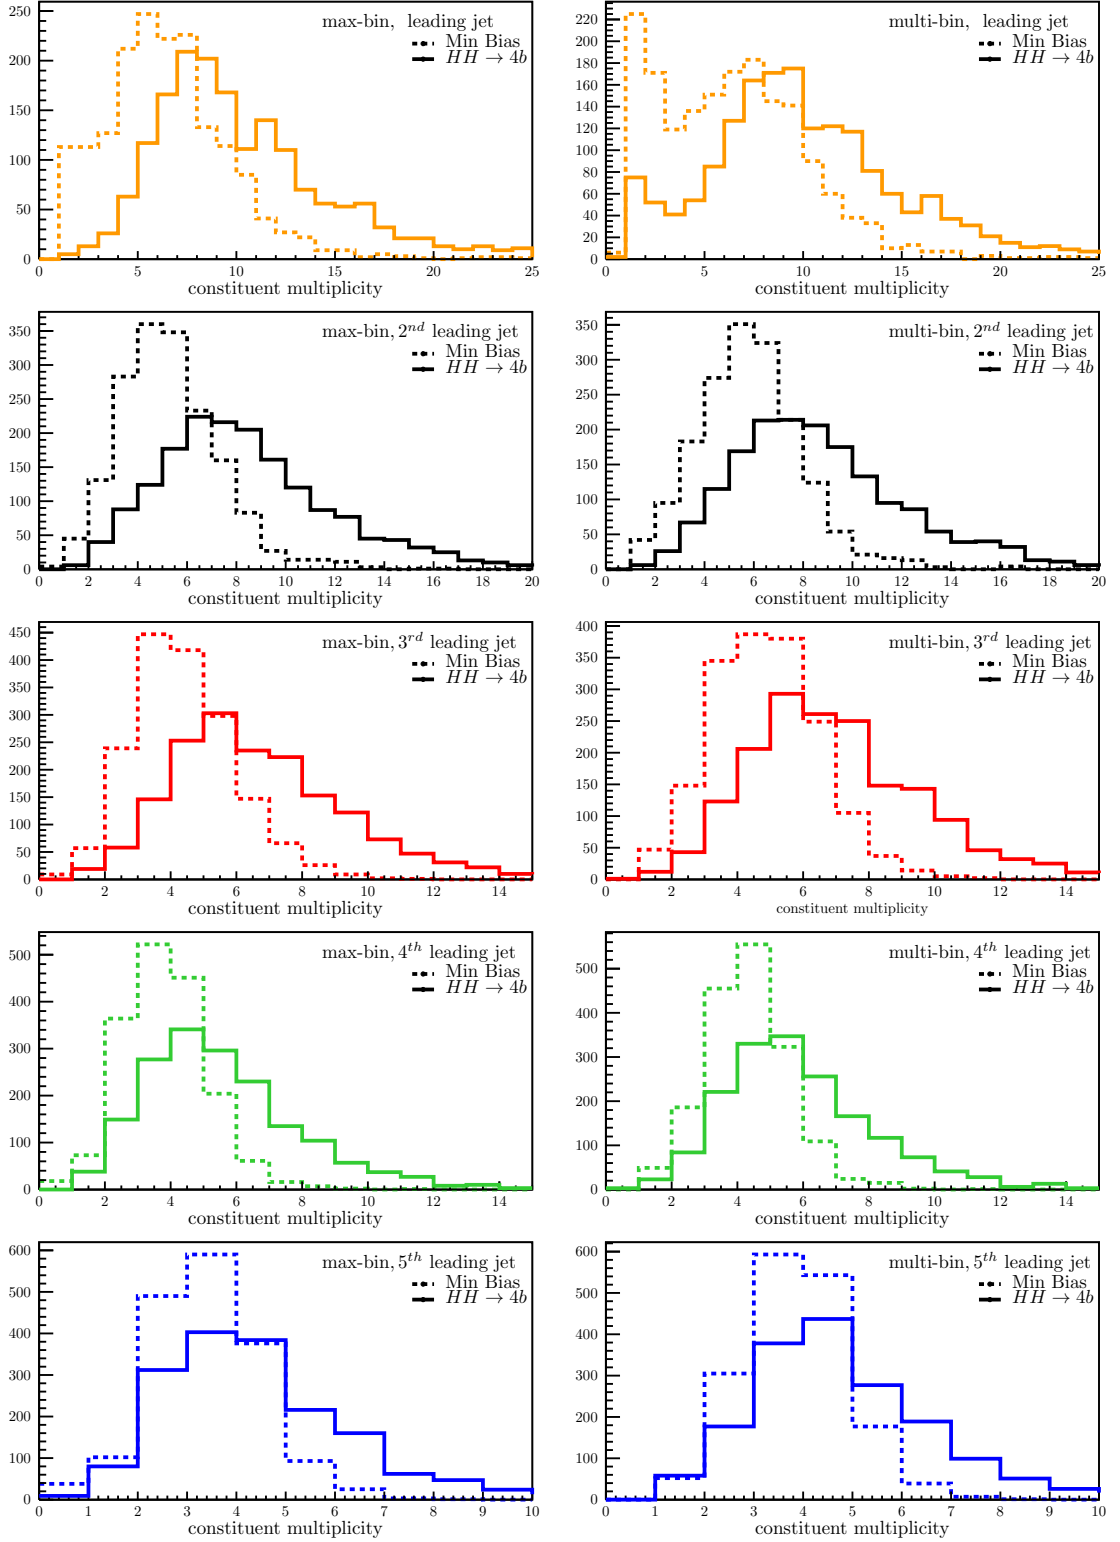 max-bin, leading jet
Min Bias
HH → 4b
250
200
150
100
50
0
0 5 10 15 20 25
constituent multiplicity
multi-bin, leading jet
Min Bias
HH → 4b
220
200
180
160
140
120
100
80
60
40
20
0
0 5 10 15 20 25
constituent multiplicity
max-bin, 2nd leading jet
Min Bias
HH → 4b
350
300
250
200
150
100
50
0
0 2 4 6 8 10 12 14 16 18 20
constituent multiplicity
multi-bin, 2nd leading jet
Min Bias
HH → 4b
350
300
250
200
150
100
50
0
0 2 4 6 8 10 12 14 16 18 20
constituent multiplicity
max-bin, 3rd leading jet
Min Bias
HH → 4b
450
400
350
300
250
200
150
100
50
0
0 2 4 6 8 10 12 14
constituent multiplicity
multi-bin, 3rd leading jet
Min Bias
HH → 4b
400
350
300
250
200
150
100
50
0
0 2 4 6 8 10 12 14
constituent multiplicity
max-bin, 4th leading jet
Min Bias
HH → 4b
500
400
300
200
100
0
0 2 4 6 8 10 12 14
constituent multiplicity
multi-bin, 4th leading jet
Min Bias
HH → 4b
500
400
300
200
100
0
0 2 4 6 8 10 12 14
constituent multiplicity
max-bin, 5th leading jet
Min Bias
HH → 4b
600
500
400
300
200
100
0
0 1 2 3 4 5 6 7 8 9 10
constituent multiplicity
multi-bin, 5th leading jet
Min Bias
HH → 4b
600
500
400
300
200
100
0
0 1 2 3 4 5 6 7 8 9 10
constituent multiplicity